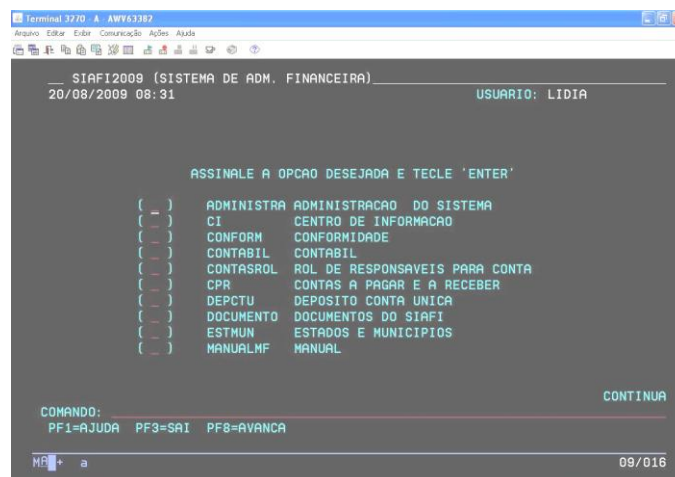 Terminal 3270 - A - AWV63382
Arquivo Editar Exibir Comunicação Ações Ajuda
__ SIAFI2009 (SISTEMA DE ADM. FINANCEIRA)
20/08/2009 08:31 USUARIO: LIDIA
ASSINALE A OPCAO DESEJADA E TECLE 'ENTER'
( _ ) ADMINISTRA ADMINISTRACAO DO SISTEMA
( _ ) CI CENTRO DE INFORMACAO
( _ ) CONFORM CONFORMIDADE
( _ ) CONTABIL CONTABIL
( _ ) CONTASROL ROL DE RESPONSAVEIS PARA CONTA
( _ ) CPR CONTAS A PAGAR E A RECEBER
( _ ) DEPCTU DEPOSITO CONTA UNICA
( _ ) DOCUMENTO DOCUMENTOS DO SIAFI
( _ ) ESTMUN ESTADOS E MUNICIPIOS
( _ ) MANUALMF MANUAL
CONTINUA
COMANDO:
PF1=AJUDA PF3=SAI PF8=AVANCA
MA + a 09/016